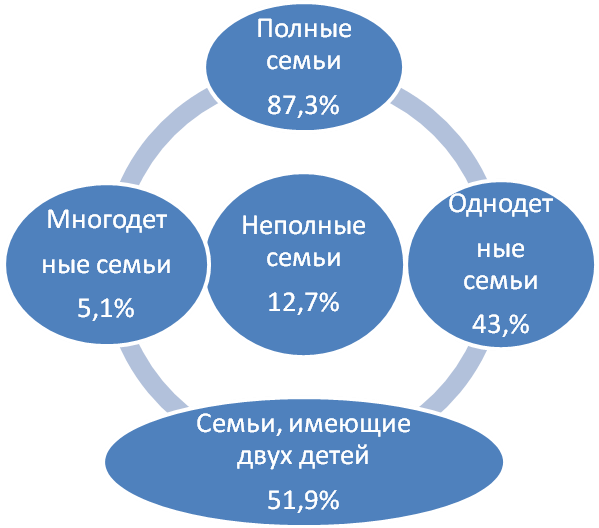 Полные
семьи
87,3%
Многодет
ные семьи
5,1%
Неполные
семьи
12,7%
Однодет
ные
семьи
43,%
Семьи, имеющие
двух детей
51,9%